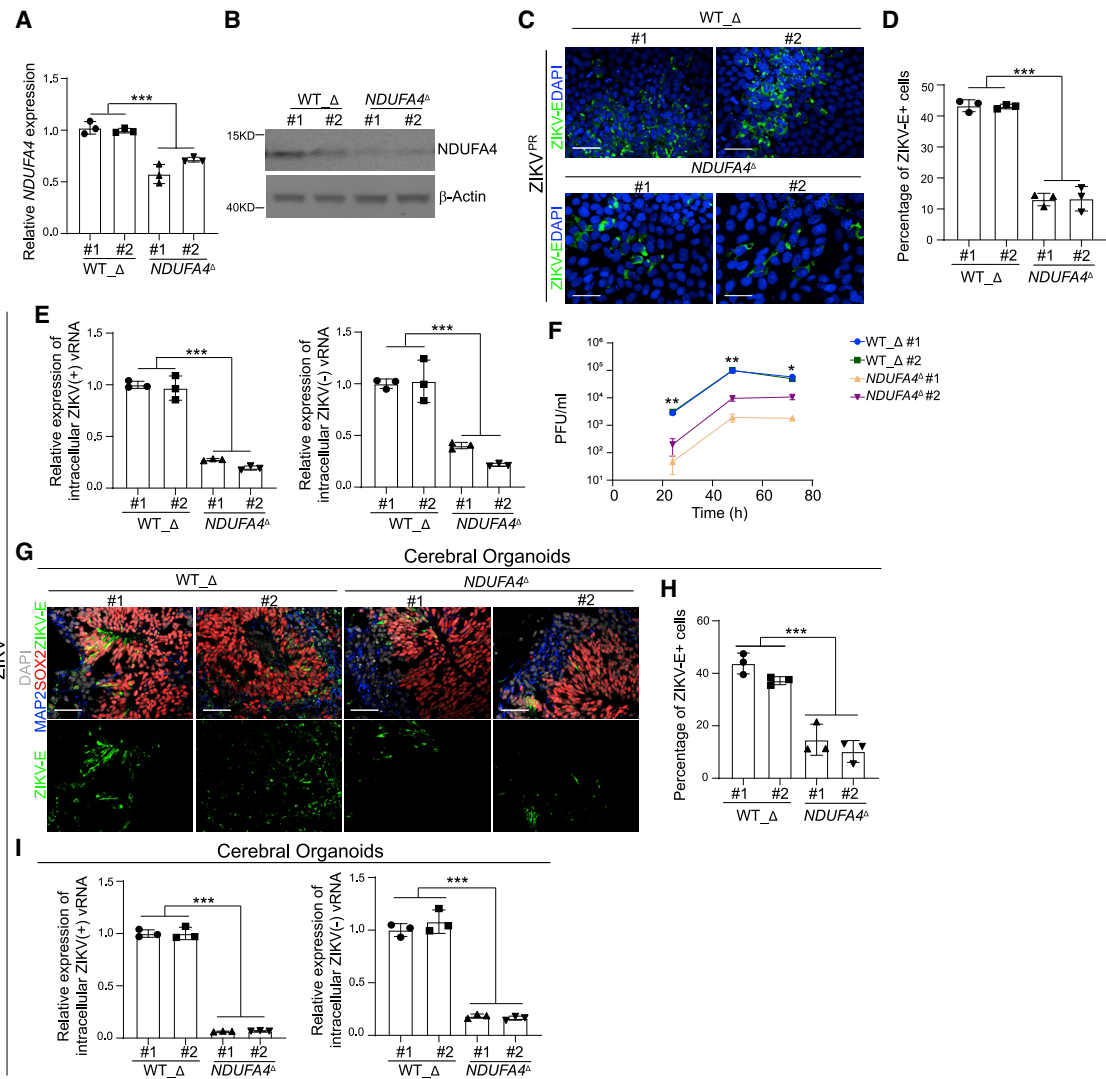 A
Relative NDUFA4 expression
1.5
1.0
0.5
0.0
***
#1 #2 #1 #2
WT_Δ NDUFA4Δ
B
WT_Δ NDUFA4Δ
#1 #2 #1 #2
15KD
NDUFA4
40KD
β-Actin
C
WT_Δ
#1 #2
ZIKVPR
ZIKV-EDAPI
NDUFA4Δ
#1 #2
ZIKV-EDAPI
D
Percentage of ZIKV-E+ cells
50
40
30
20
10
0
***
#1 #2 #1 #2
WT_Δ NDUFA4Δ
E
Relative expression of
intracellular ZIKV(+) vRNA
1.5
1.0
0.5
0.0
***
#1 #2 #1 #2
WT_Δ NDUFA4Δ
Relative expression of
intracellular ZIKV(-) vRNA
1.5
1.0
0.5
0.0
***
#1 #2 #1 #2
WT_Δ NDUFA4Δ
F
PFU/ml
10⁶
10⁵
10⁴
10³
10²
10¹
** ** *
0 20 40 60 80
Time (h)
WT_Δ #1
WT_Δ #2
NDUFA4Δ #1
NDUFA4Δ #2
G
Cerebral Organoids
WT_Δ NDUFA4Δ
#1 #2 #1 #2
DAPI
MAP2SOX2ZIKV-E
ZIKV-E
H
Percentage of ZIKV-E+ cells
60
40
20
0
***
#1 #2 #1 #2
WT_Δ NDUFA4Δ
I
Cerebral Organoids
Relative expression of
intracellular ZIKV(+) vRNA
1.5
1.0
0.5
0.0
***
#1 #2 #1 #2
WT_Δ NDUFA4Δ
Relative expression of
intracellular ZIKV(-) vRNA
1.5
1.0
0.5
0.0
***
#1 #2 #1 #2
WT_Δ NDUFA4Δ